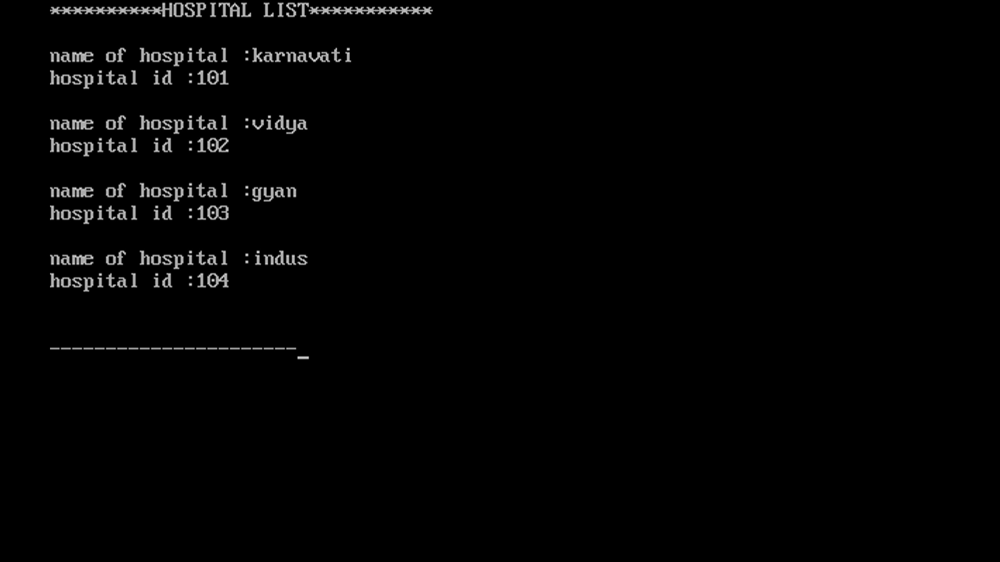 **********HOSPITAL LIST***********
name of hospital :karnavati
hospital id :101
name of hospital :vidya
hospital id :102
name of hospital :gyan
hospital id :103
name of hospital :indus
hospital id :104
----------------------_